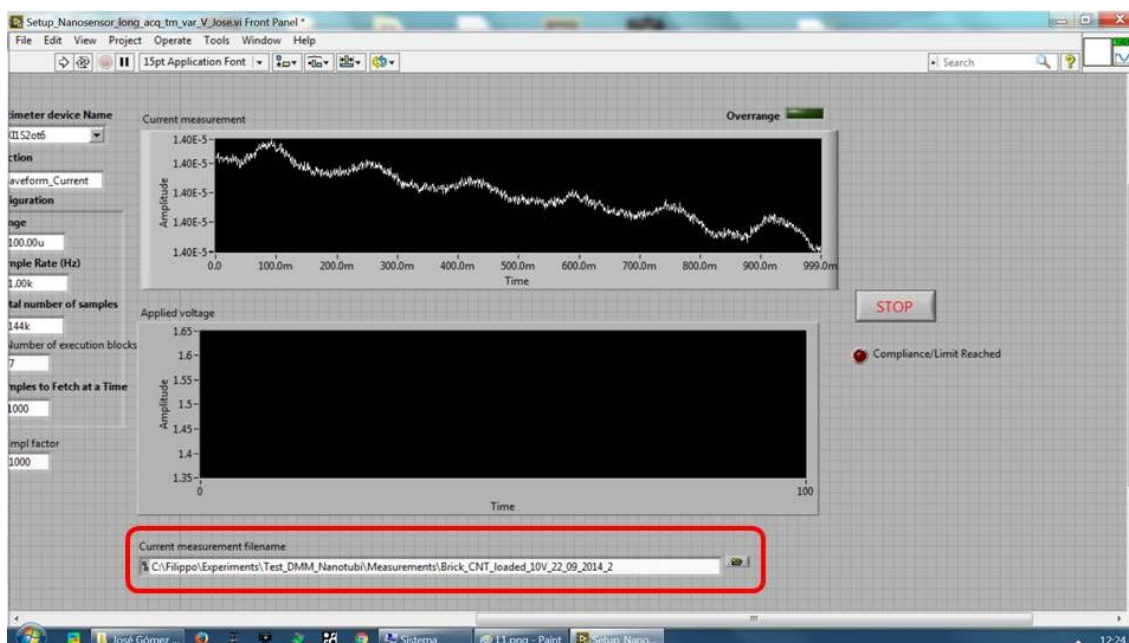 Setup_Nanosensor_long_acq_tm_var_V_Jose.vi Front Panel *
File Edit View Project Operate Tools Window Help
15pt Application Font
Search
timeter device Name
Current measurement
Overrange
ction
aveform_Current
iguration
nge
100.00u
mple Rate (Hz)
1.00k
tal number of samples
144k
Number of execution blocks
7
mples to Fetch at a Time
1000
mpl factor
1000
Amplitude
1.40E-5
1.40E-5
1.40E-5
1.40E-5
1.40E-5
0.0 100.0m 200.0m 300.0m 400.0m 500.0m 600.0m 700.0m 800.0m 900.0m 999.0m
Time
STOP
Compliance/Limit Reached
Applied voltage
Amplitude
1.65
1.6
1.55
1.5
1.45
1.4
1.35
0 100
Time
Current measurement filename
C:\Filippo\Experiments\Test_DMM_Nanotubi\Measurements\Brick_CNT_loaded_10V_22_09_2014_2
José Gómez ... Sistema L1.png - Paint Setup_Nano... 12:24